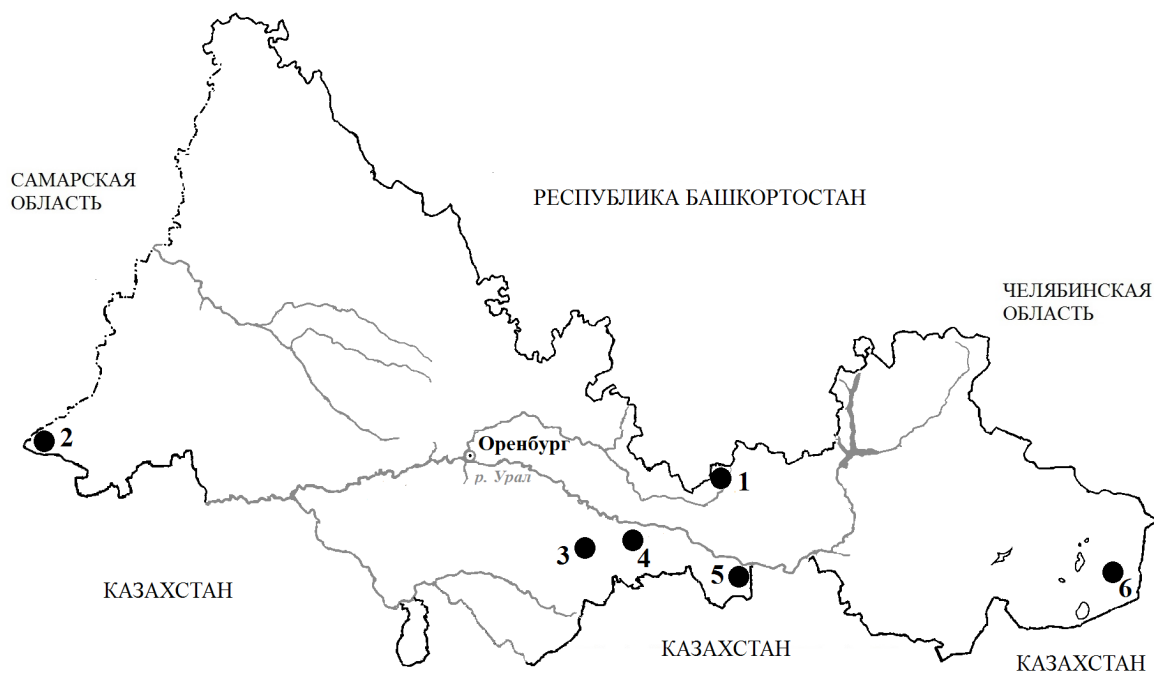 САМАРСКАЯ
ОБЛАСТЬ
РЕСПУБЛИКА БАШКОРТОСТАН
ЧЕЛЯБИНСКАЯ
ОБЛАСТЬ
2
Оренбург
р. Урал
1
3
4
5
6
КАЗАХСТАН
КАЗАХСТАН
КАЗАХСТАН